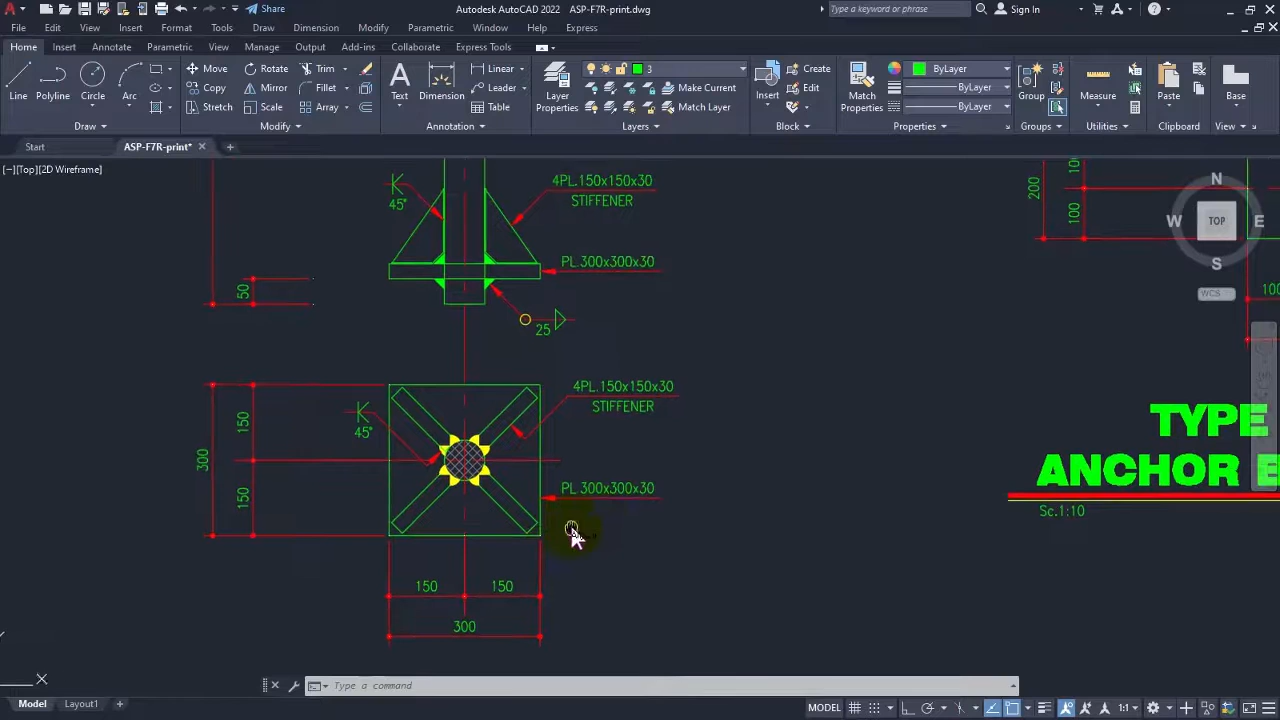 Share
Autodesk AutoCAD 2022 ASP-F7R-print.dwg
Type a keyword or phrase
Sign In
File Edit View Insert Format Tools Draw Dimension Modify Parametric Window Help Express
Home Insert Annotate Parametric View Manage Output Add-ins Collaborate Express Tools
Line
Polyline
Circle
Arc
Draw
Move
Rotate
Trim
Copy
Mirror
Fillet
Stretch
Scale
Array
Modify
Text
Dimension
Linear
Leader
Table
Annotation
Layer
Properties
3
Make Current
Match Layer
Layers
Insert
Create
Edit
Block
Match
Properties
ByLayer
ByLayer
ByLayer
Properties
Group
Groups
Measure
Utilities
Paste
Clipboard
Base
View
Start
ASP-F7R-print*
[−][Top][2D Wireframe]
45°
4PL.150x150x30
STIFFENER
PL.300x300x30
50
25
200
100
N
W
TOP
E
S
WCS
4PL.150x150x30
STIFFENER
45°
PL.300x300x30
300
150
150
150
150
300
TYPE
ANCHOR
Sc.1:10
Type a command
Model
Layout1
MODEL
1:1